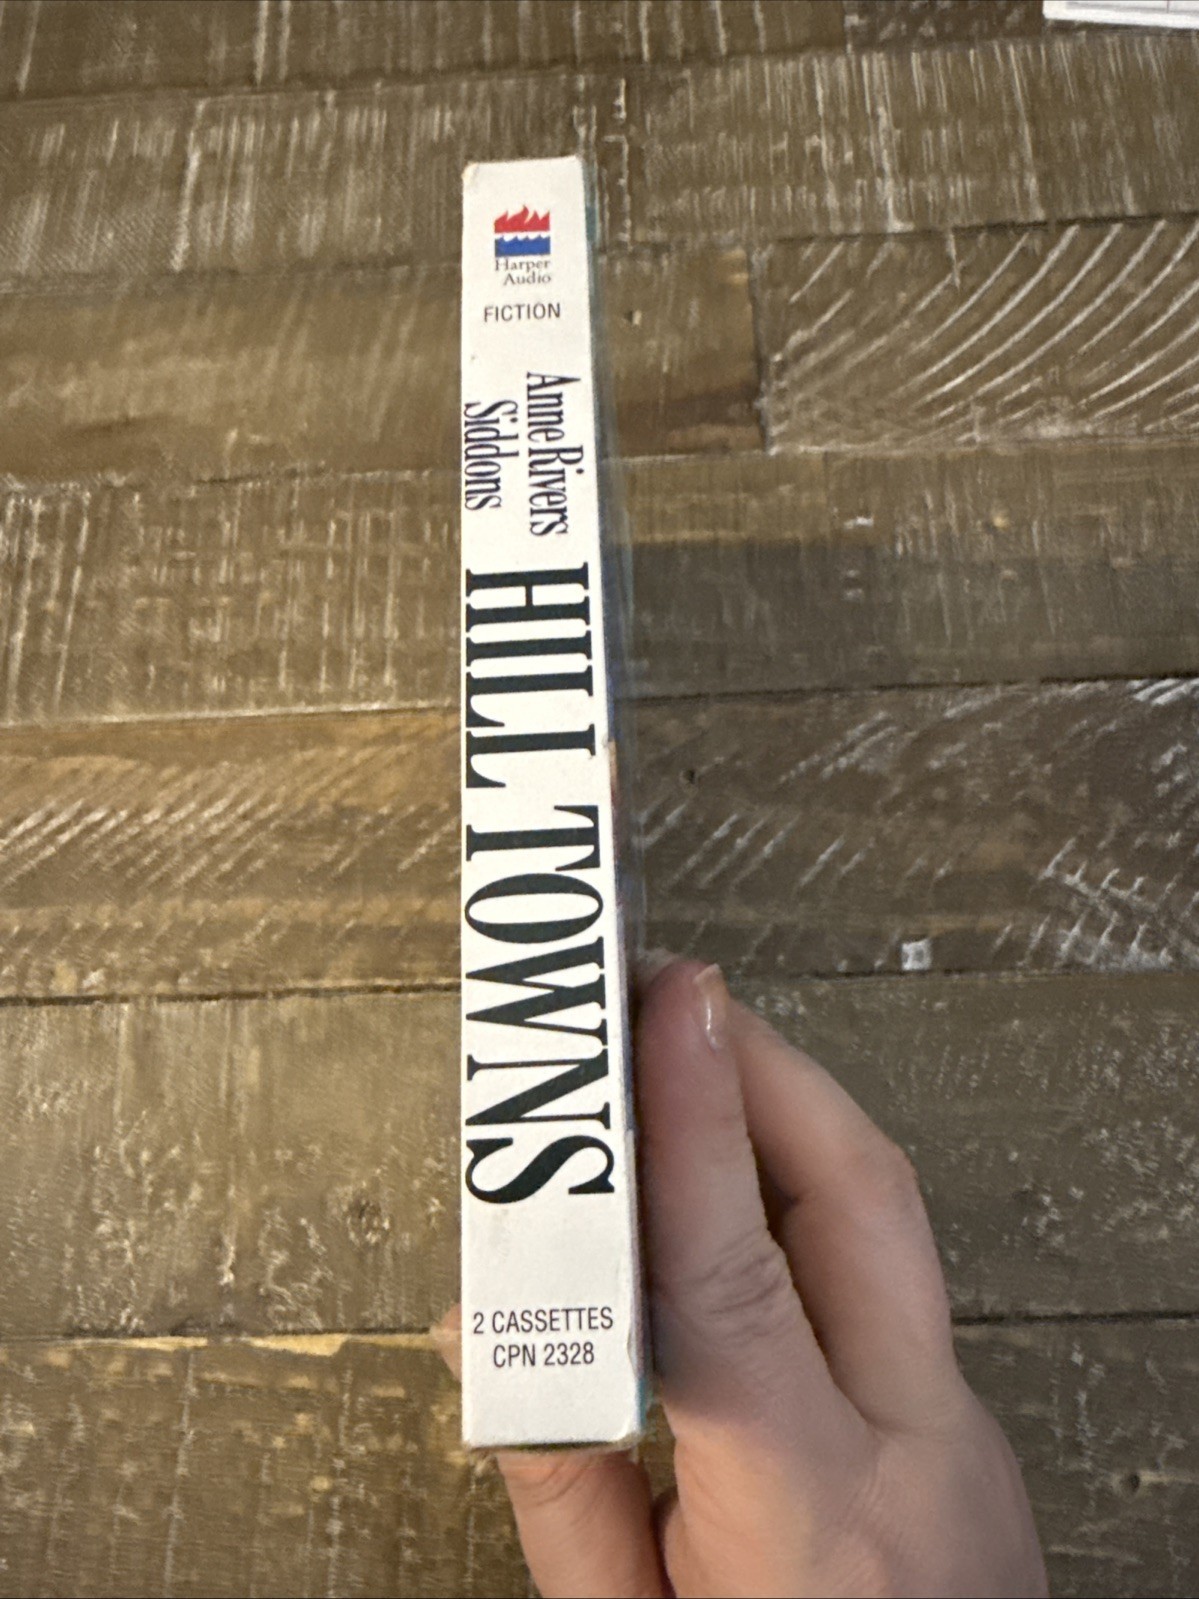 Harper
Audio
FICTION
Anne Rivers
Siddons
HILL TOWNS
2 CASSETTES
CPN 2328